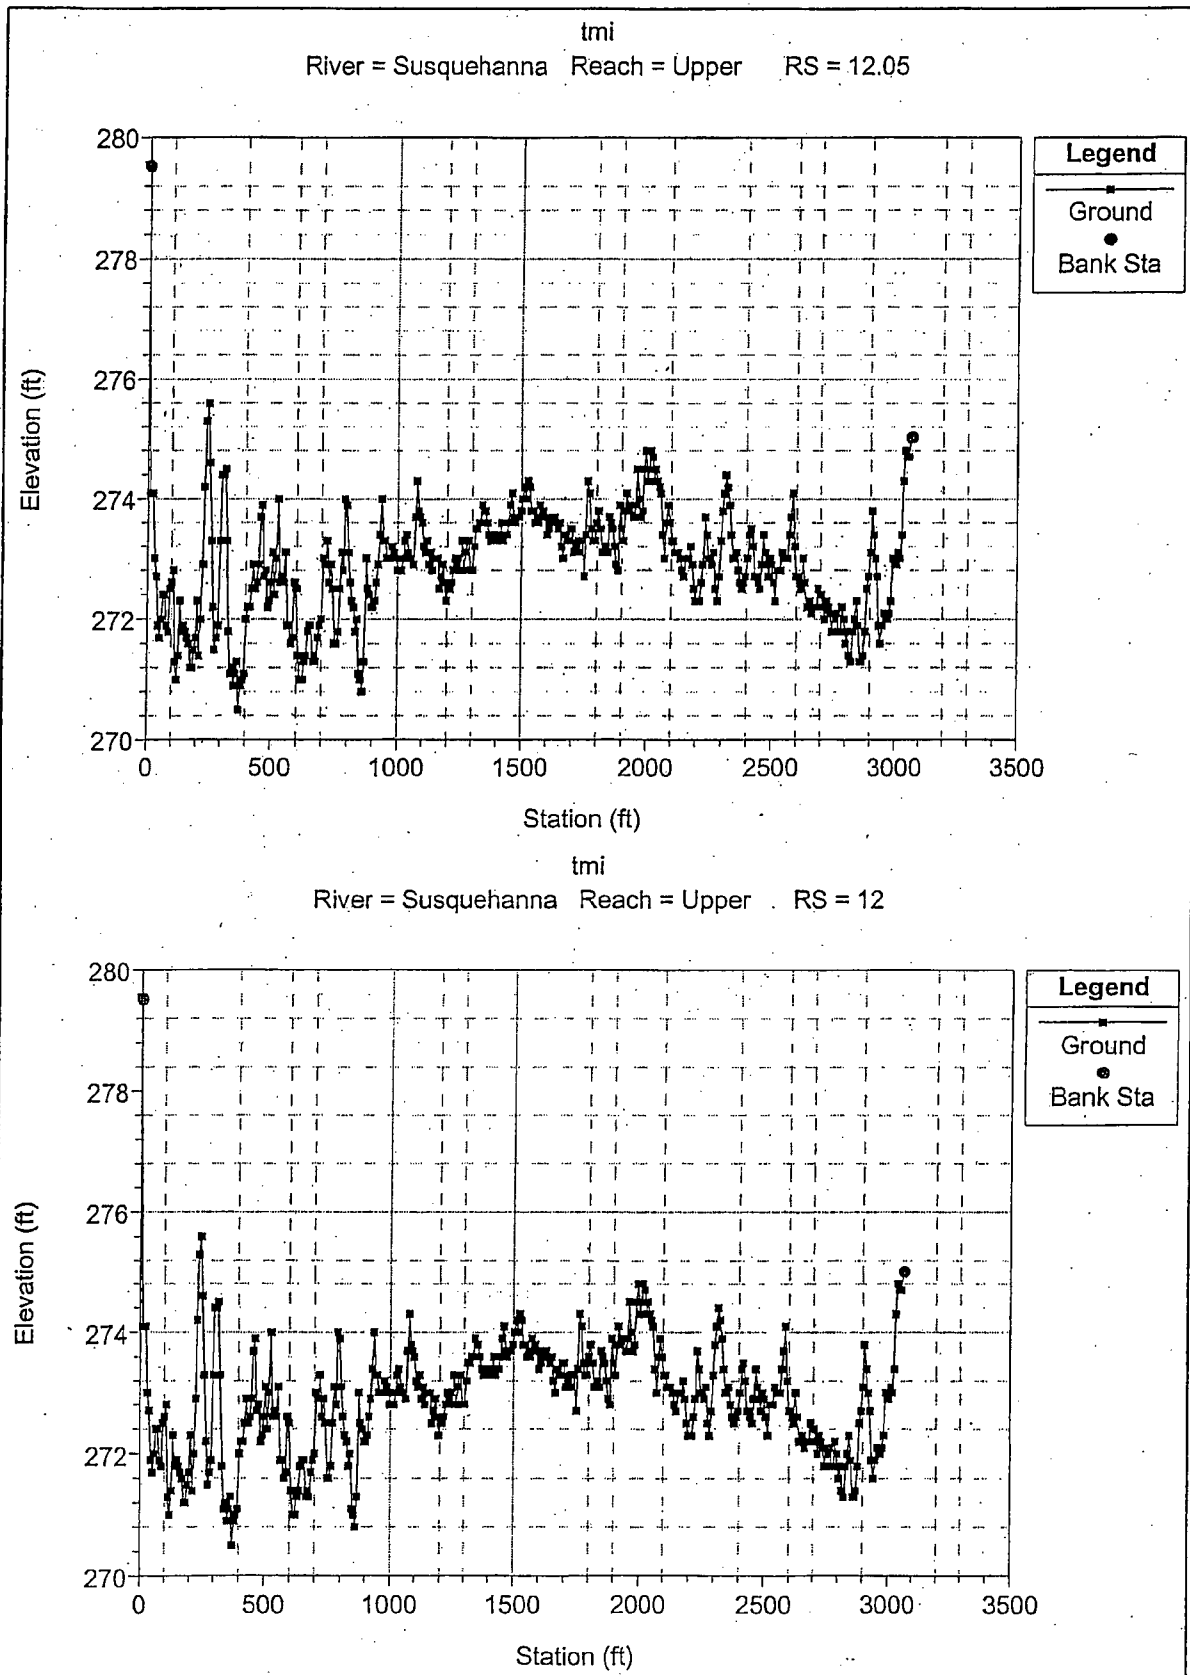 tmi
River = Susquehanna Reach = Upper RS = 12.05
Elevation (ft)
280
278
276
274
272
270
0 500 1000 1500 2000 2500 3000 3500
Station (ft)
Legend
Ground
Bank Sta
tmi
River = Susquehanna Reach = Upper RS = 12
Elevation (ft)
280
278
276
274
272
270
0 500 1000 1500 2000 2500 3000 3500
Station (ft)
Legend
Ground
Bank Sta